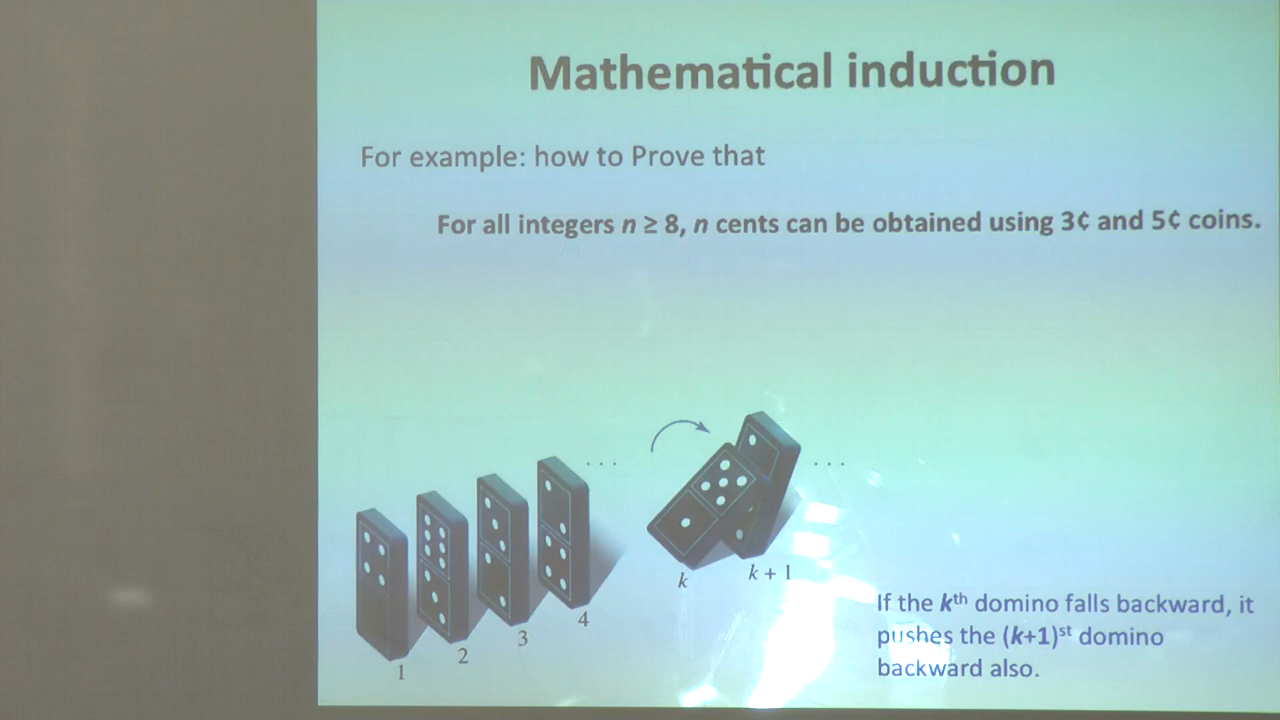 Mathematical induction
For example: how to Prove that
For all integers n ≥ 8, n cents can be obtained using 3¢ and 5¢ coins.
. . .
. . .
1
2
3
4
k
k + 1
If the kth domino falls backward, it
pushes the (k+1)st domino
backward also.